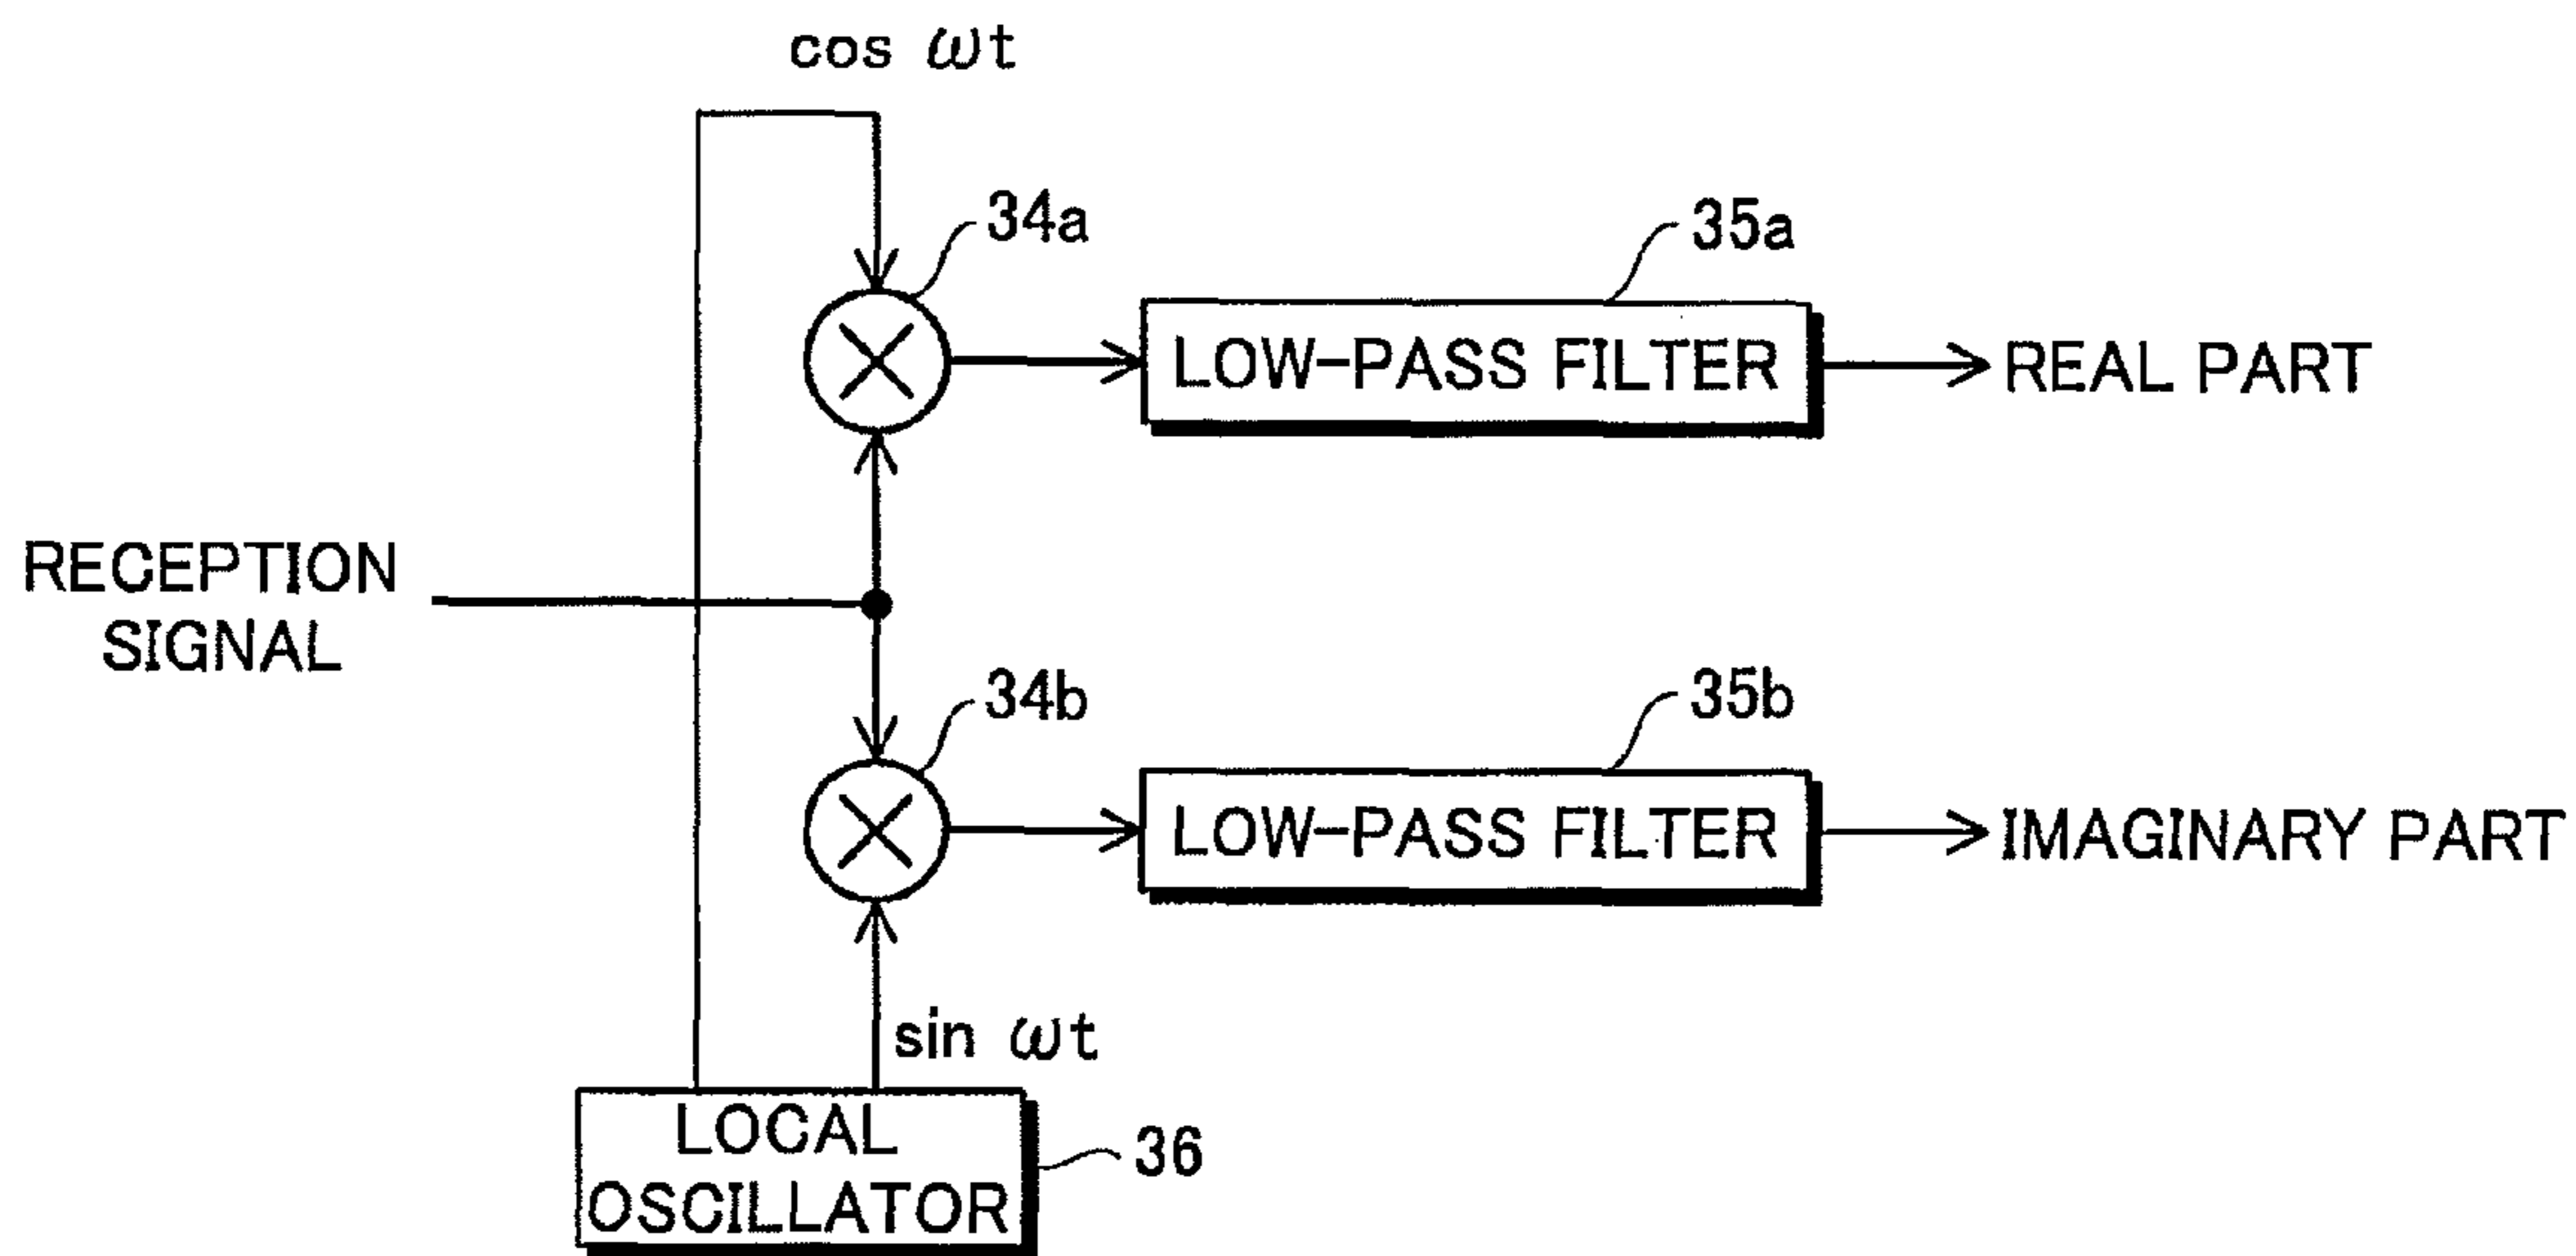 cos ωt
34a
35a
LOW-PASS FILTER
REAL PART
RECEPTION
SIGNAL
34b
35b
LOW-PASS FILTER
IMAGINARY PART
sin ωt
LOCAL
OSCILLATOR
36